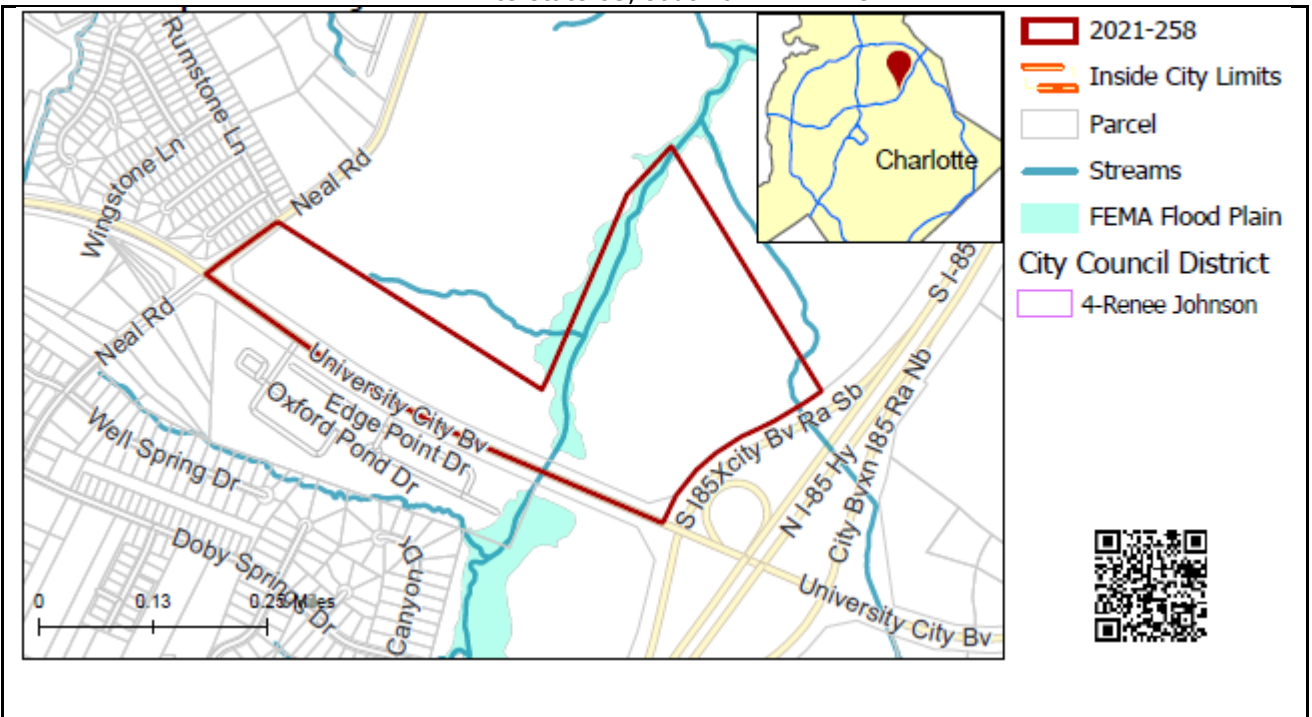 2021-258
Inside City Limits
Parcel
Streams
FEMA Flood Plain
City Council District
4-Renee Johnson
Charlotte
Rumstone Ln
Wingstone Ln
Neal Rd
Neal Rd
University City Bv
Edge Point Dr
Oxford Pond Dr
Well Spring Dr
Doby Springs Dr
Canyon Dr
S I85Xcity Bv Ra Sb
S I-85
N I-85 Hy
City Bvxn I85 Ra Nb
University City Bv
0
0.13
0.25 Miles